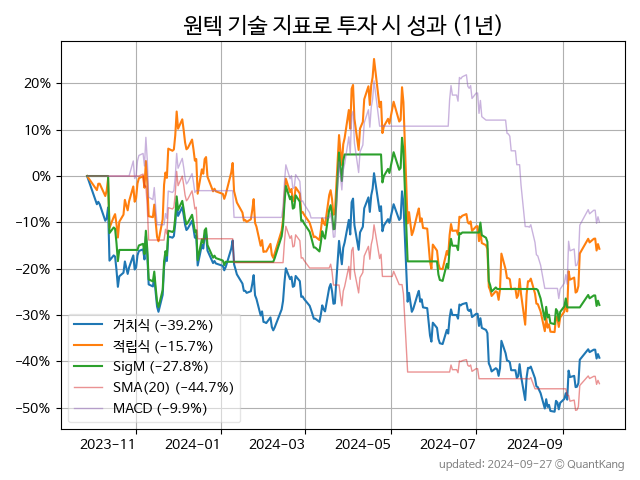 원텍 기술 지표로 투자 시 성과 (1년)
20%
10%
0%
−10%
−20%
−30%
−40%
−50%
거치식 (−39.2%)
적립식 (−15.7%)
SigM (−27.8%)
SMA(20) (−44.7%)
MACD (−9.9%)
2023-11 2024-01 2024-03 2024-05 2024-07 2024-09
updated: 2024-09-27 © QuantKang